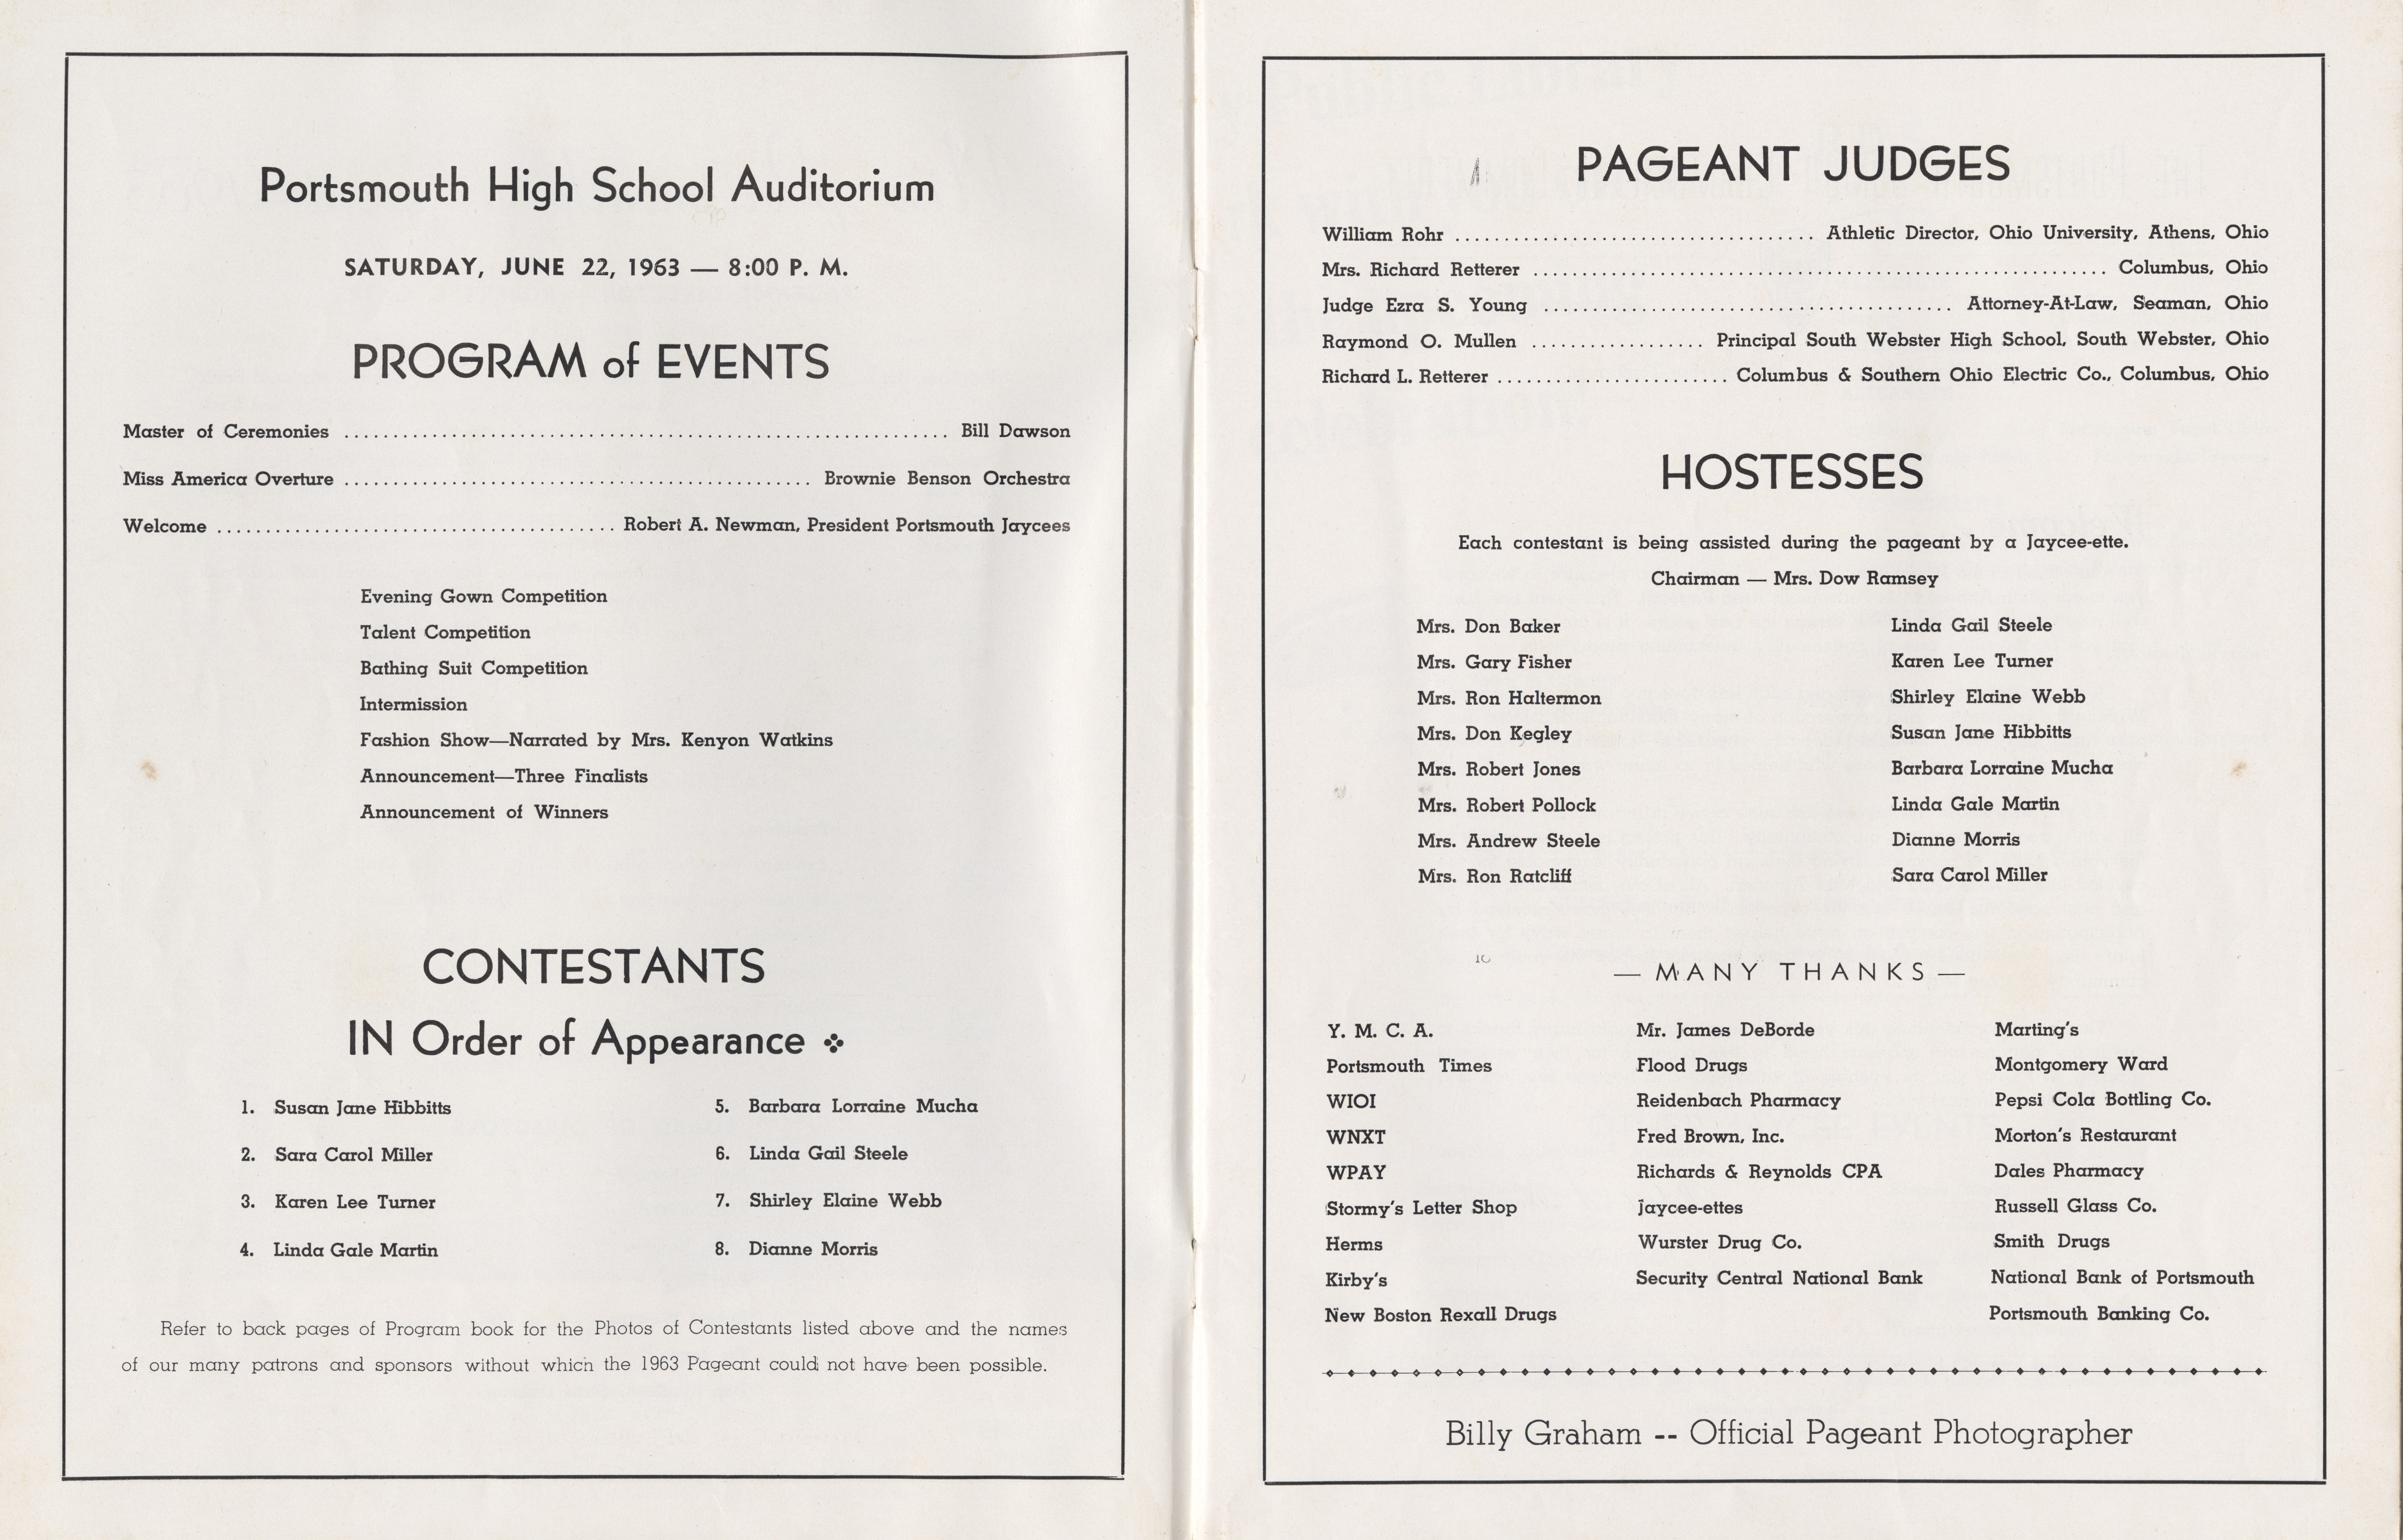 Portsmouth High School Auditorium
SATURDAY, JUNE 22, 1963 — 8:00 P. M.
PROGRAM of EVENTS
Master of Ceremonies ............................................................ Bill Dawson
Miss America Overture ............................................... Brownie Benson Orchestra
Welcome ........................................ Robert A. Newman, President Portsmouth Jaycees
Evening Gown Competition
Talent Competition
Bathing Suit Competition
Intermission
Fashion Show—Narrated by Mrs. Kenyon Watkins
Announcement—Three Finalists
Announcement of Winners
CONTESTANTS
IN Order of Appearance
1. Susan Jane Hibbitts
2. Sara Carol Miller
3. Karen Lee Turner
4. Linda Gale Martin
5. Barbara Lorraine Mucha
6. Linda Gail Steele
7. Shirley Elaine Webb
8. Dianne Morris
Refer to back pages of Program book for the Photos of Contestants listed above and the names
of our many patrons and sponsors without which the 1963 Pageant could not have been possible.
PAGEANT JUDGES
William Rohr ..................................... Athletic Director, Ohio University, Athens, Ohio
Mrs. Richard Retterer .......................................................... Columbus, Ohio
Judge Ezra S. Young .......................................... Attorney-At-Law, Seaman, Ohio
Raymond O. Mullen .................. Principal South Webster High School, South Webster, Ohio
Richard L. Retterer ........................ Columbus & Southern Ohio Electric Co., Columbus, Ohio
HOSTESSES
Each contestant is being assisted during the pageant by a Jaycee-ette.
Chairman — Mrs. Dow Ramsey
Mrs. Don Baker Linda Gail Steele
Mrs. Gary Fisher Karen Lee Turner
Mrs. Ron Haltermon Shirley Elaine Webb
Mrs. Don Kegley Susan Jane Hibbitts
Mrs. Robert Jones Barbara Lorraine Mucha
Mrs. Robert Pollock Linda Gale Martin
Mrs. Andrew Steele Dianne Morris
Mrs. Ron Ratcliff Sara Carol Miller
— MANY THANKS —
Y. M. C. A.
Portsmouth Times
WIOI
WNXT
WPAY
Stormy's Letter Shop
Herms
Kirby's
New Boston Rexall Drugs
Mr. James DeBorde
Flood Drugs
Reidenbach Pharmacy
Fred Brown, Inc.
Richards & Reynolds CPA
Jaycee-ettes
Wurster Drug Co.
Security Central National Bank
Marting's
Montgomery Ward
Pepsi Cola Bottling Co.
Morton's Restaurant
Dales Pharmacy
Russell Glass Co.
Smith Drugs
National Bank of Portsmouth
Portsmouth Banking Co.
Billy Graham -- Official Pageant Photographer